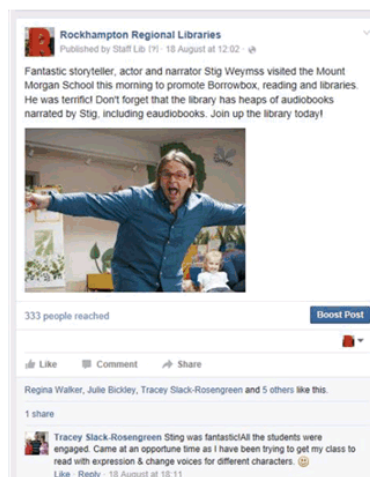 Rockhampton Regional Libraries
Published by Staff Lib [?] · 18 August at 12:02 ·
Fantastic storyteller, actor and narrator Stig Weymss visited the Mount
Morgan School this morning to promote Borrowbox, reading and libraries.
He was terrific! Don't forget that the library has heaps of audiobooks
narrated by Stig, including eaudiobooks. Join up the library today!
333 people reached
Boost Post
Like Comment Share
Regina Walker, Julie Bickley, Tracey Slack-Rosengreen and 5 others like this.
1 share
Tracey Slack-Rosengreen Sting was fantastic!All the students were
engaged. Came at an opportune time as I have been trying to get my class to
read with expression & change voices for different characters.
Like · Reply · 18 August at 18:11